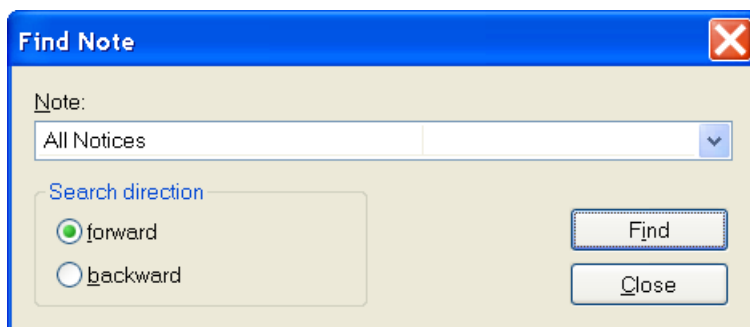 Find Note
Note:
All Notices
Search direction
forward
Find
backward
Close